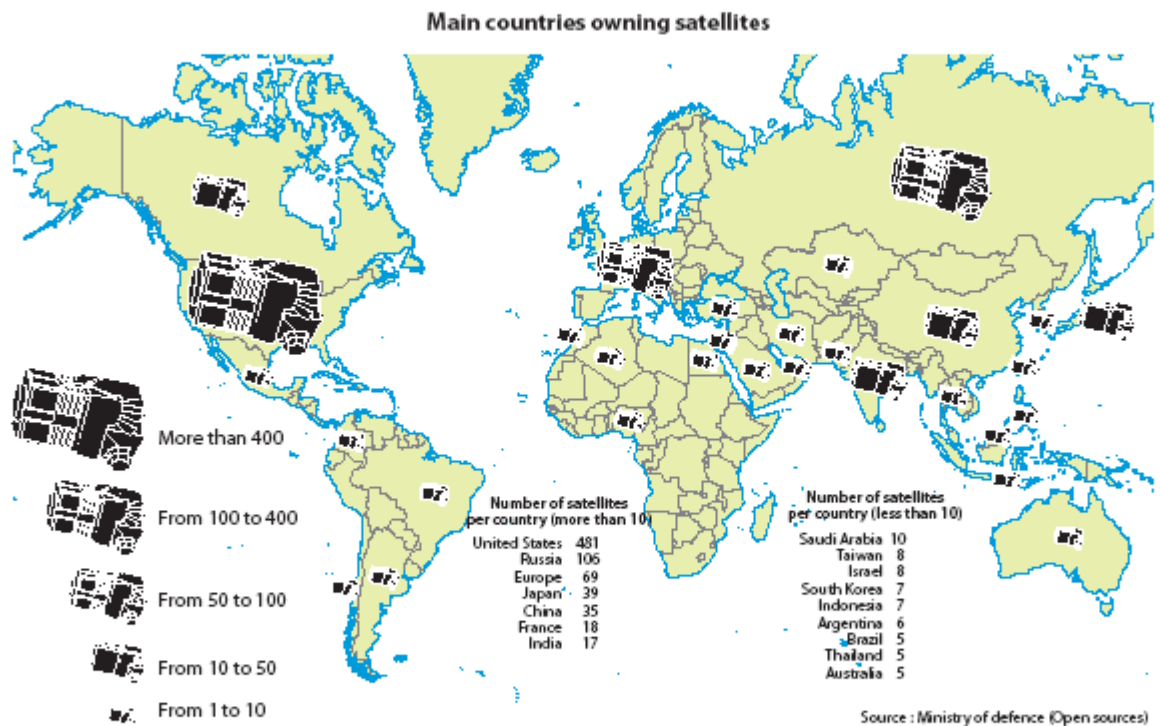 Main countries owning satellites
More than 400
From 100 to 400
From 50 to 100
From 10 to 50
From 1 to 10
Number of satellites
per country (more than 10)
United States 481
Russia 106
Europe 69
Japan 39
China 35
France 18
India 17
Number of satellites
per country (less than 10)
Saudi Arabia 10
Taiwan 8
Israel 8
South Korea 7
Indonesia 7
Argentina 6
Brazil 5
Thailand 5
Australia 5
Source : Ministry of defence (Open sources)